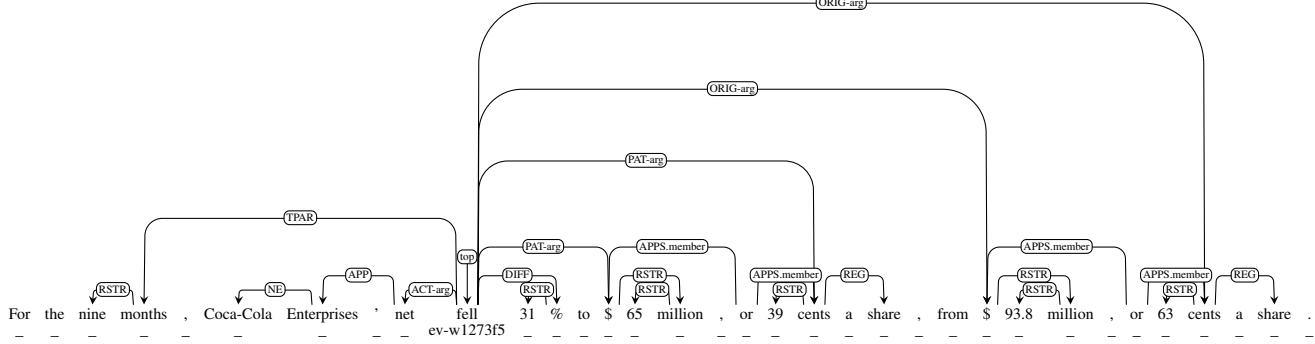 ORIG-arg
ORIG-arg
PAT-arg
TPAR
PAT-arg APPS.member APPS.member
top
APP DIFF RSTR APPS.member REG RSTR APPS.member REG
RSTR NE ACT-arg RSTR RSTR RSTR RSTR RSTR
For the nine months , Coca-Cola Enterprises ' net fell 31 % to $ 65 million , or 39 cents a share , from $ 93.8 million , or 63 cents a share .
_ _ _ _ _ _ _ _ _ ev-w1273f5 _ _ _ _ _ _ _ _ _ _ _ _ _ _ _ _ _ _ _ _ _ _ _ _